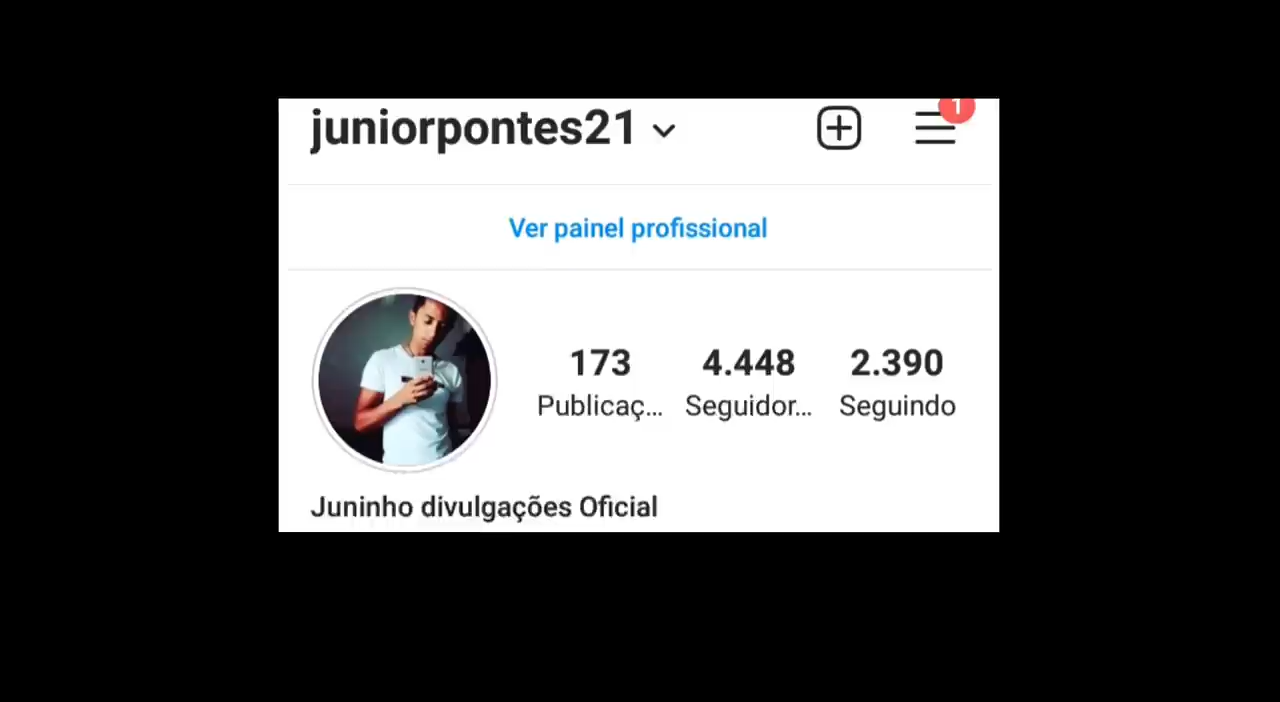 juniorpontes21
1
Ver painel profissional
173 4.448 2.390
Publicaç... Seguidor... Seguindo
Juninho divulgações Oficial